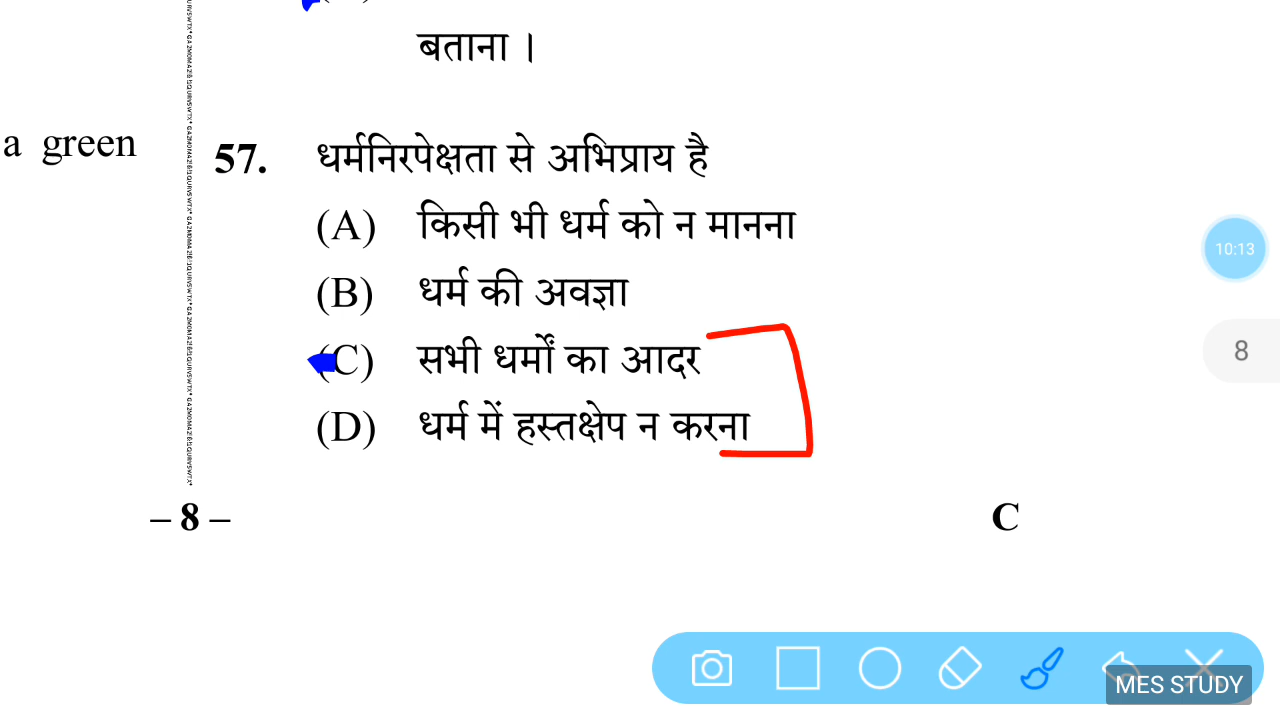 बताना ।
a green
57. धर्मनिरपेक्षता से अभिप्राय है
(A) किसी भी धर्म को न मानना
(B) धर्म की अवज्ञा
(C) सभी धर्मों का आदर
(D) धर्म में हस्तक्षेप न करना
– 8 –
C
10:13
8
MES STUDY